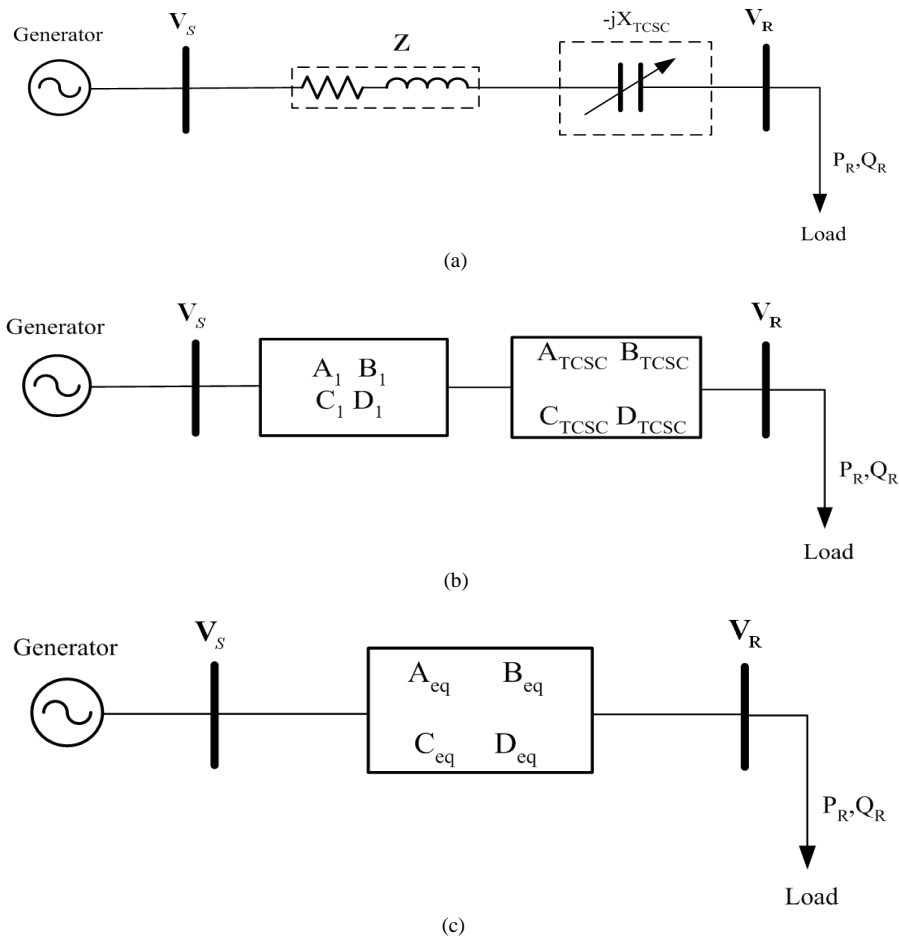 Generator
V_S
Z
-jX_TCSC
V_R
P_R,Q_R
Load
(a)
Generator
V_S
A_1 B_1
C_1 D_1
A_TCSC B_TCSC
C_TCSC D_TCSC
V_R
P_R,Q_R
Load
(b)
Generator
V_S
A_eq B_eq
C_eq D_eq
V_R
P_R,Q_R
Load
(c)